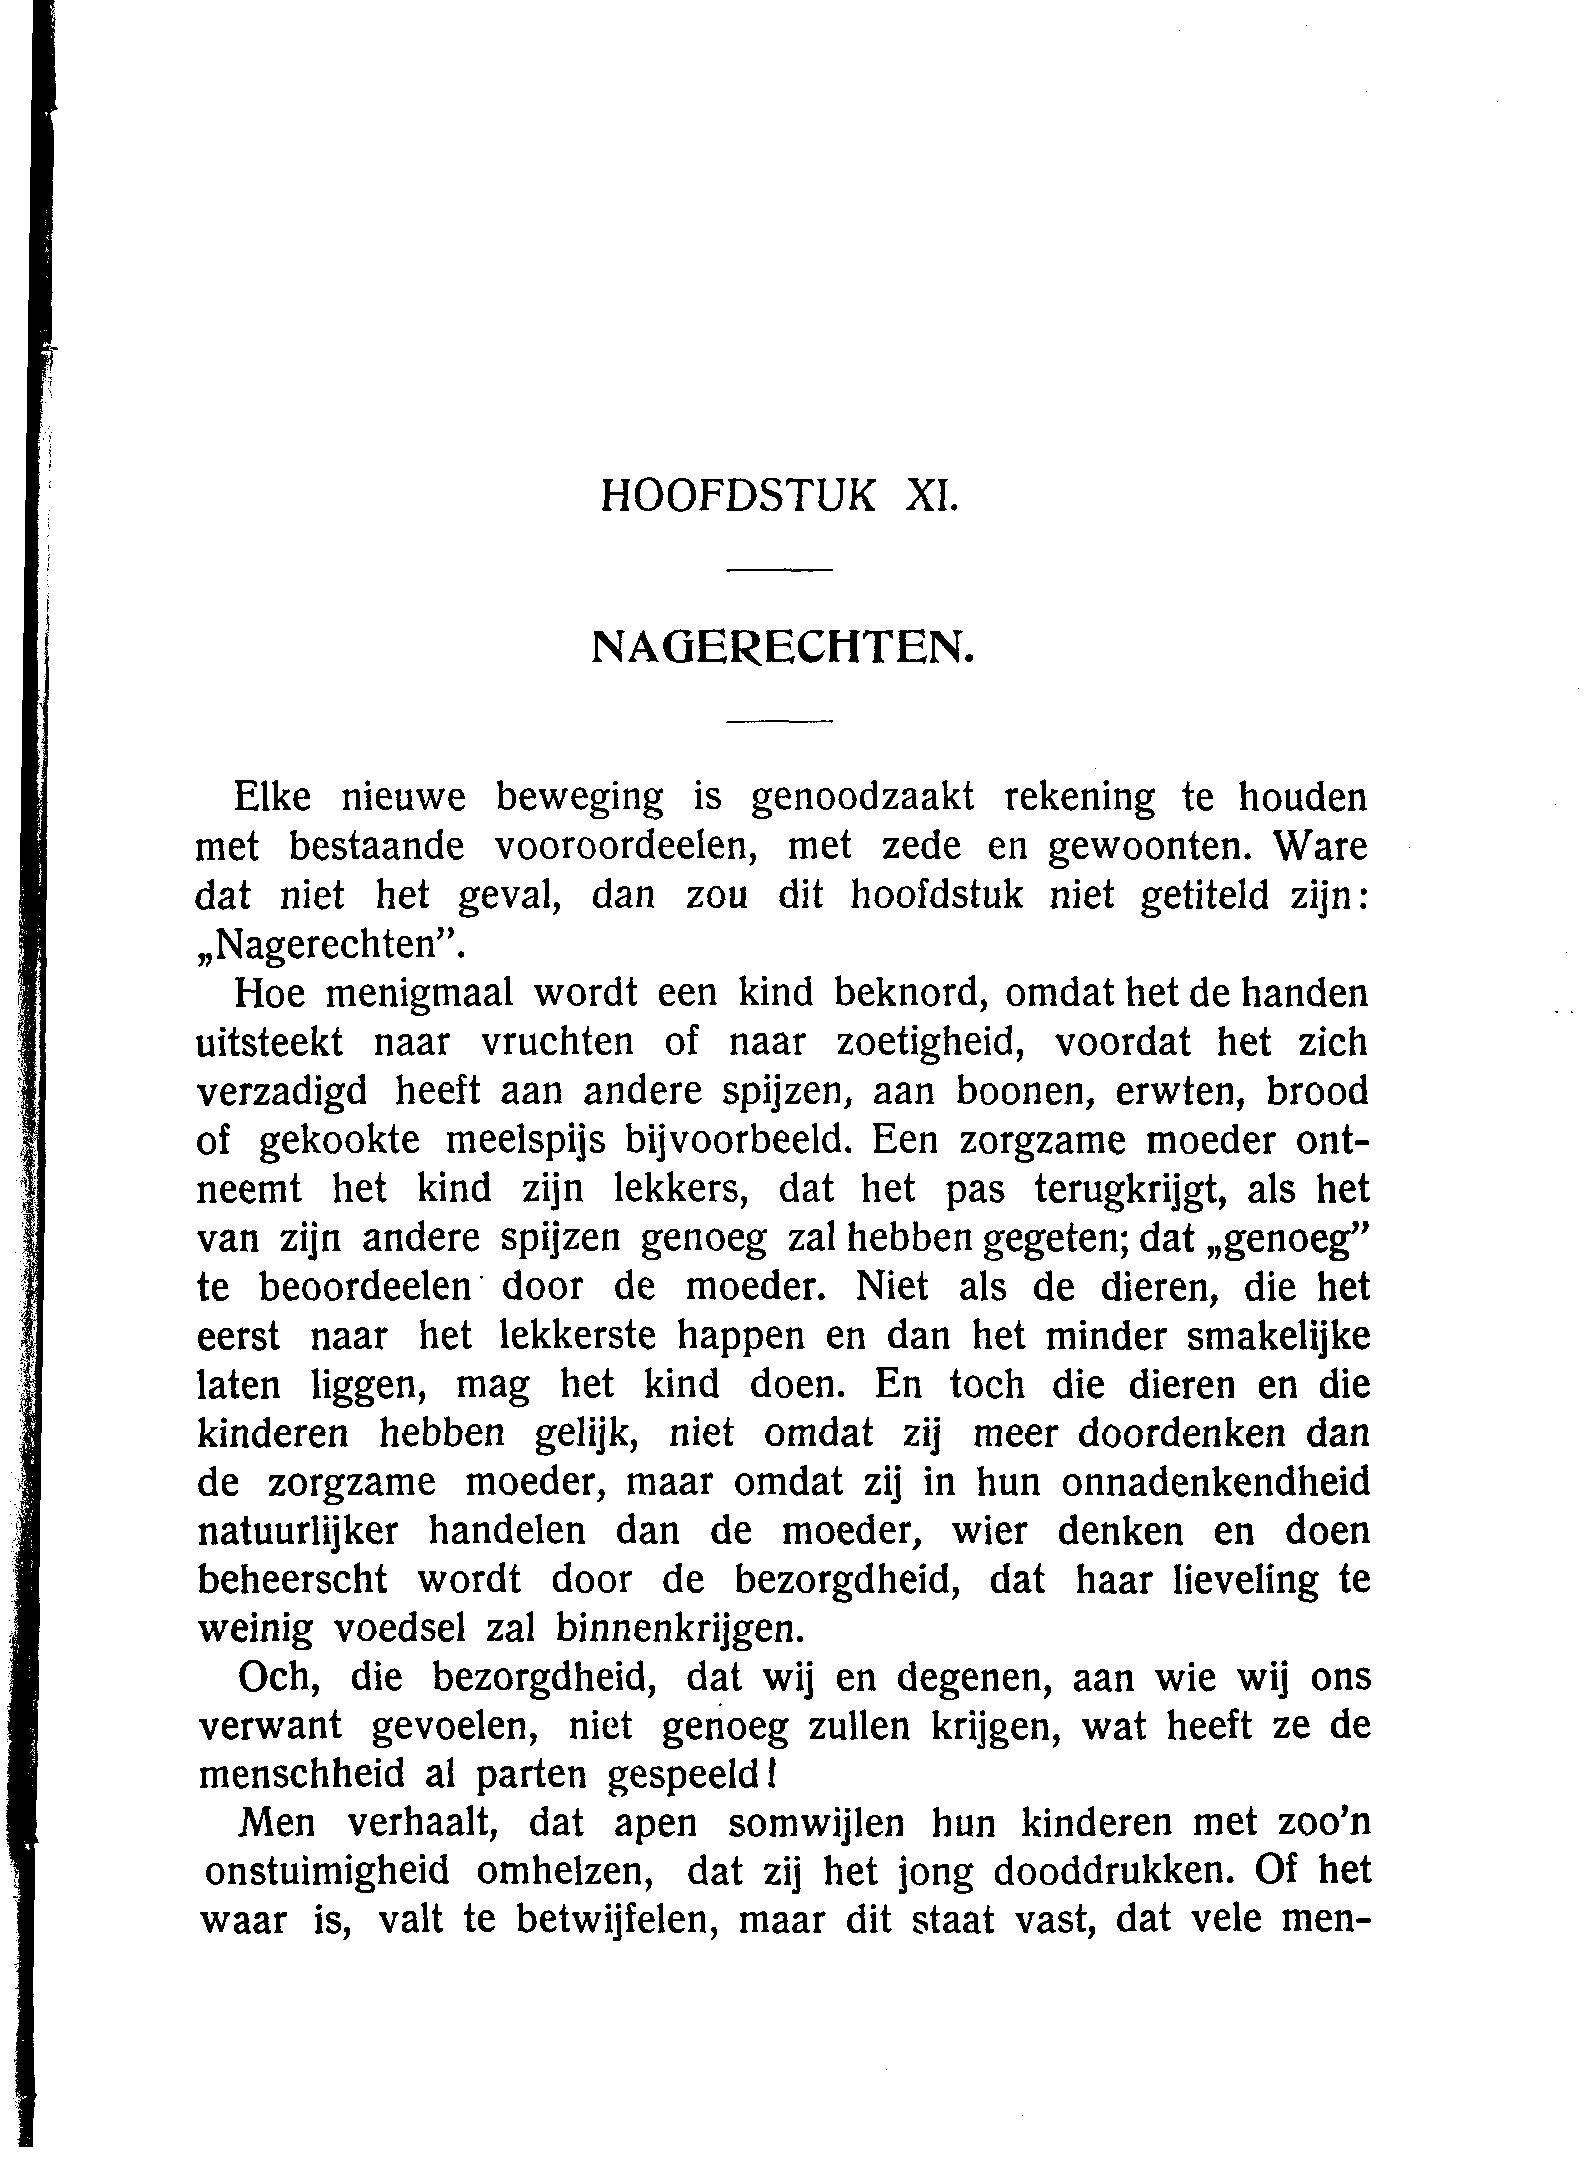 HOOFDSTUK XI.
NAGERECHTEN.
Elke nieuwe beweging is genoodzaakt rekening te houden
met bestaande vooroordeelen, met zede en gewoonten. Ware
dat niet het geval, dan zou dit hoofdstuk niet getiteld zijn:
„Nagerechten”.
Hoe menigmaal wordt een kind beknord, omdat het de handen
uitsteekt naar vruchten of naar zoetigheid, voordat het zich
verzadigd heeft aan andere spijzen, aan boonen, erwten, brood
of gekookte meelspijs bijvoorbeeld. Een zorgzame moeder ont-
neemt het kind zijn lekkers, dat het pas terugkrijgt, als het
van zijn andere spijzen genoeg zal hebben gegeten; dat „genoeg”
te beoordeelen door de moeder. Niet als de dieren, die het
eerst naar het lekkerste happen en dan het minder smakelijke
laten liggen, mag het kind doen. En toch die dieren en die
kinderen hebben gelijk, niet omdat zij meer doordenken dan
de zorgzame moeder, maar omdat zij in hun onnadenkendheid
natuurlijker handelen dan de moeder, wier denken en doen
beheerscht wordt door de bezorgdheid, dat haar lieveling te
weinig voedsel zal binnenkrijgen.
Och, die bezorgdheid, dat wij en degenen, aan wie wij ons
verwant gevoelen, niet genoeg zullen krijgen, wat heeft ze de
menschheid al parten gespeeld!
Men verhaalt, dat apen somwijlen hun kinderen met zoo'n
onstuimigheid omhelzen, dat zij het jong dooddrukken. Of het
waar is, valt te betwijfelen, maar dit staat vast, dat vele men-